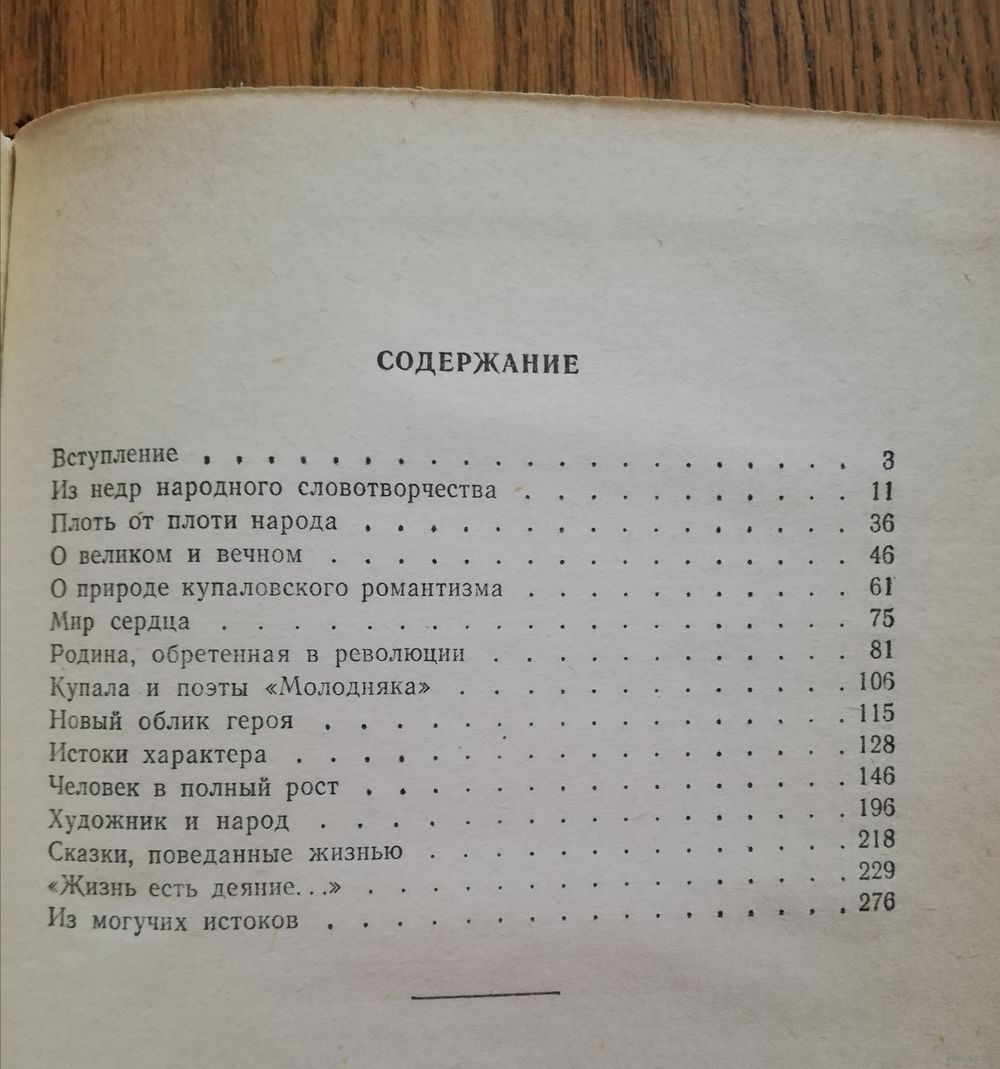 СОДЕРЖАНИЕ
Вступление . . . . . . . . . . . . . . . . . . . . . 3
Из недр народного словотворчества . . . . . . . . . . . 11
Плоть от плоти народа . . . . . . . . . . . . . . . . 36
О великом и вечном . . . . . . . . . . . . . . . . . 46
О природе купаловского романтизма . . . . . . . . . . . 61
Мир сердца . . . . . . . . . . . . . . . . . . . . 75
Родина, обретенная в революции . . . . . . . . . . . . 81
Купала и поэты «Молодняка» . . . . . . . . . . . . . 106
Новый облик героя . . . . . . . . . . . . . . . . . 115
Истоки характера . . . . . . . . . . . . . . . . . . 128
Человек в полный рост . . . . . . . . . . . . . . . . 146
Художник и народ . . . . . . . . . . . . . . . . . 196
Сказки, поведанные жизнью . . . . . . . . . . . . . . 218
«Жизнь есть деяние...» . . . . . . . . . . . . . . . . 229
Из могучих истоков . . . . . . . . . . . . . . . . . 276